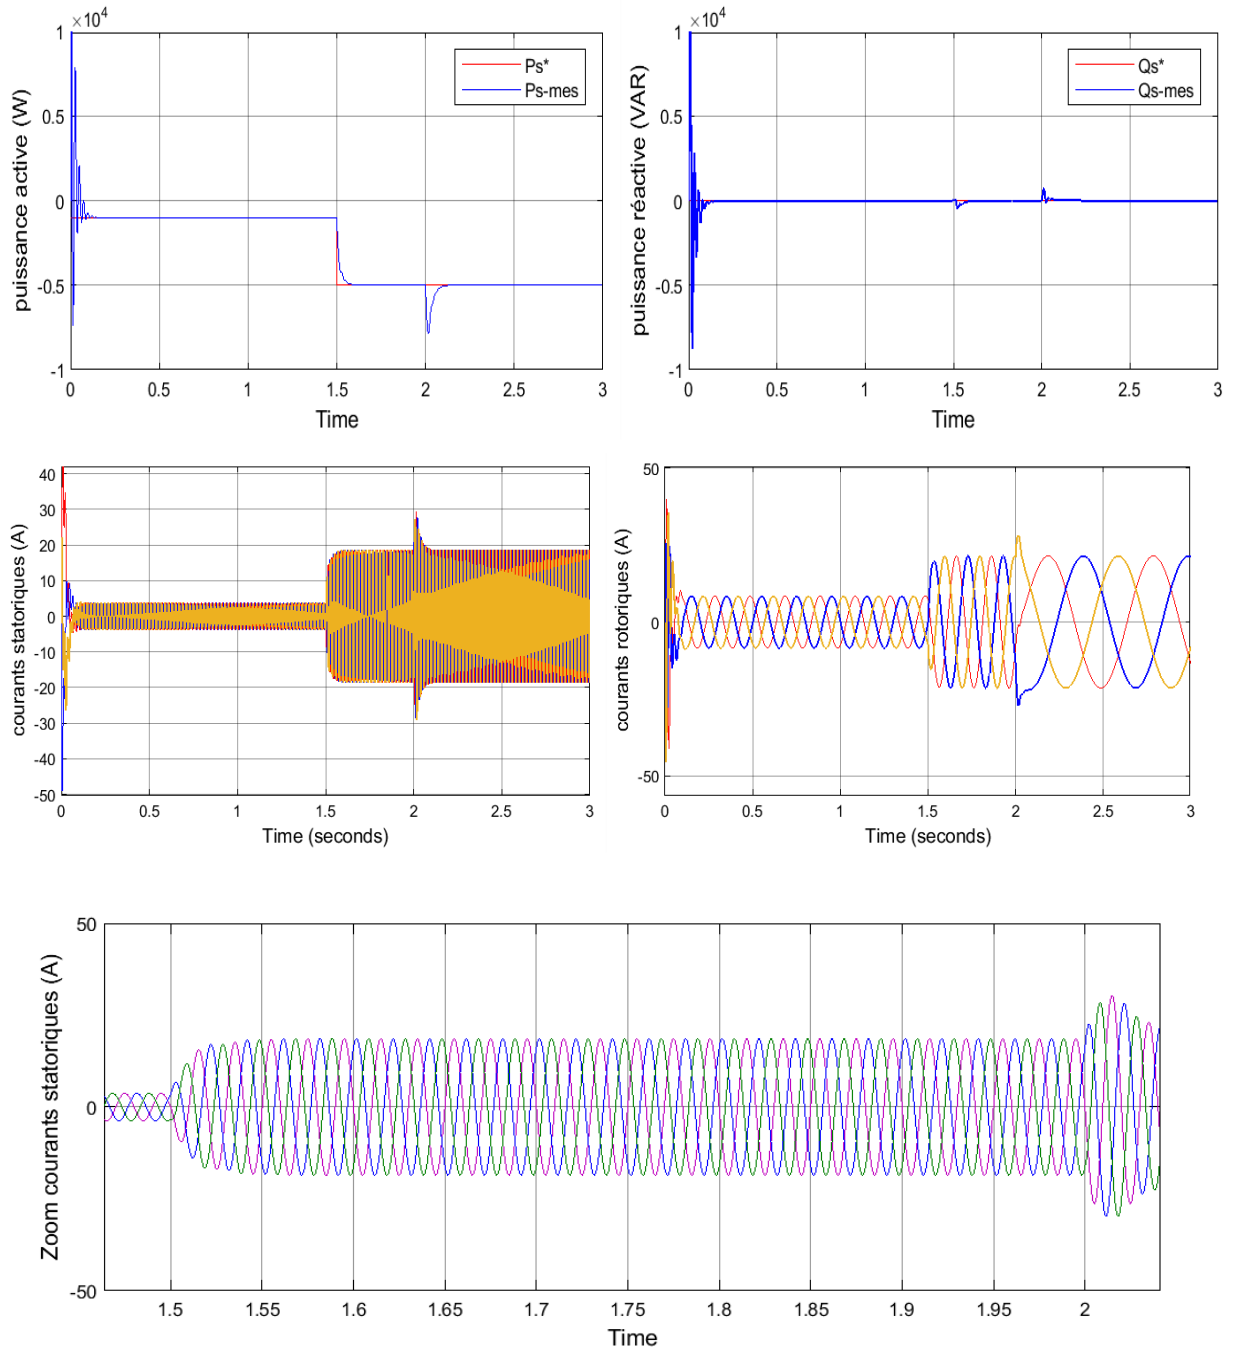 ×10⁴
1
0.5
0
-0.5
-1
puissance active (W)
Ps*
Ps-mes
0 0.5 1 1.5 2 2.5 3
Time
×10⁴
1
0.5
0
-0.5
-1
puissance réactive (VAR)
Qs*
Qs-mes
0 0.5 1 1.5 2 2.5 3
Time
40
30
20
10
0
-10
-20
-30
-40
-50
courants statoriques (A)
0 0.5 1 1.5 2 2.5 3
Time (seconds)
50
0
-50
courants rotoriques (A)
0 0.5 1 1.5 2 2.5 3
Time (seconds)
50
0
-50
Zoom courants statoriques (A)
1.5 1.55 1.6 1.65 1.7 1.75 1.8 1.85 1.9 1.95 2
Time